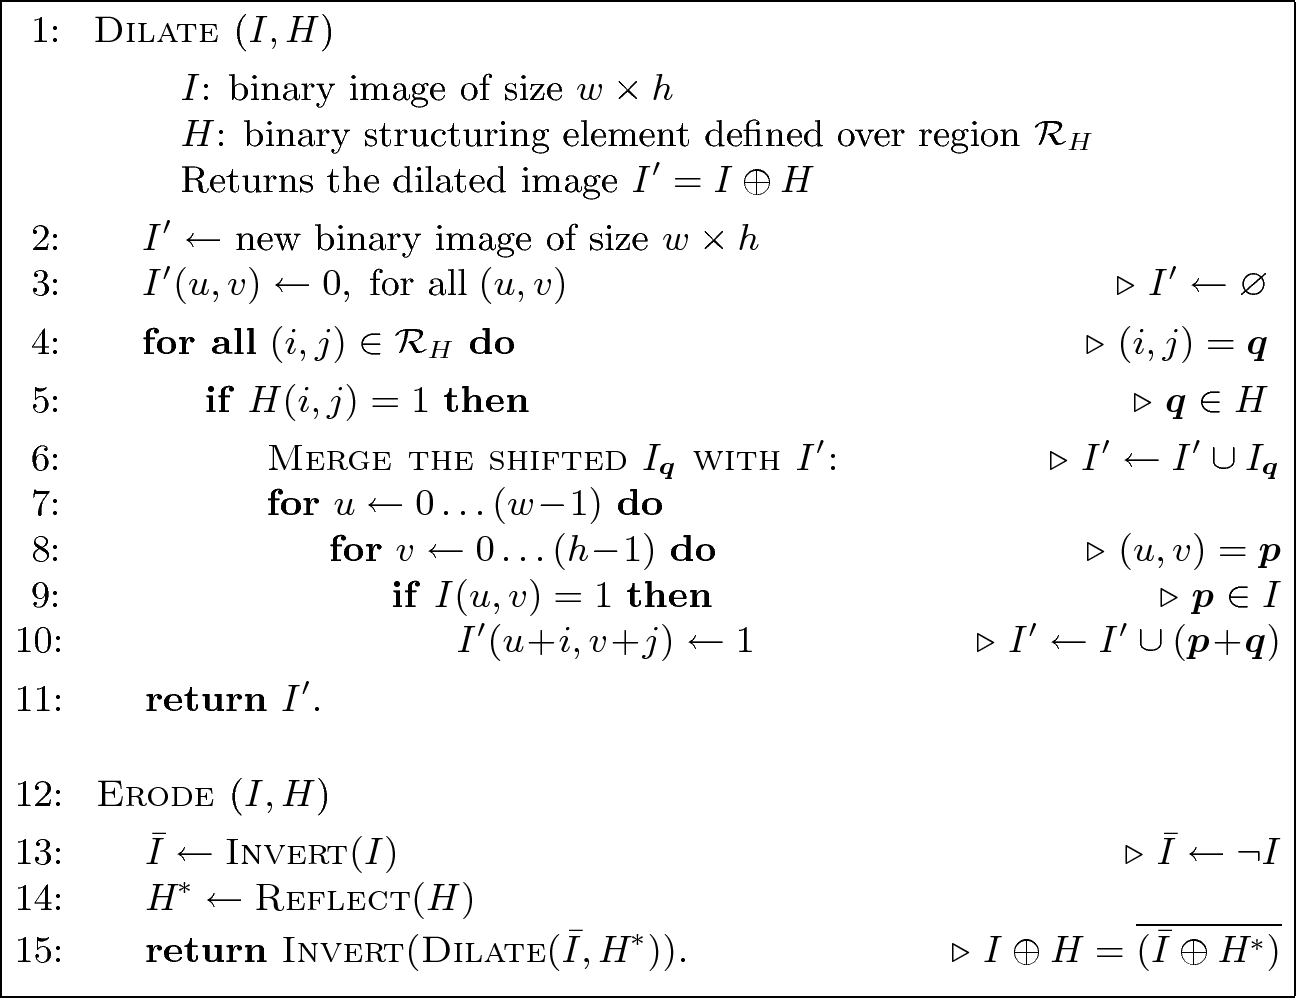 1: DILATE (I, H)
I: binary image of size w × h
H: binary structuring element defined over region ℛ_H
Returns the dilated image I′ = I ⊕ H
2: I′ ← new binary image of size w × h
3: I′(u, v) ← 0, for all (u, v) ▷ I′ ← ∅
4: for all (i, j) ∈ ℛ_H do ▷ (i, j) = q
5: if H(i, j) = 1 then ▷ q ∈ H
6: MERGE THE SHIFTED I_q WITH I′: ▷ I′ ← I′ ∪ I_q
7: for u ← 0 … (w−1) do
8: for v ← 0 … (h−1) do ▷ (u, v) = p
9: if I(u, v) = 1 then ▷ p ∈ I
10: I′(u+i, v+j) ← 1 ▷ I′ ← I′ ∪ (p+q)
11: return I′.
12: ERODE (I, H)
13: Ī ← INVERT(I) ▷ Ī ← ¬I
14: H* ← REFLECT(H)
15: return INVERT(DILATE(Ī, H*)). ▷ I ⊕ H = \overline{(Ī ⊕ H*)}